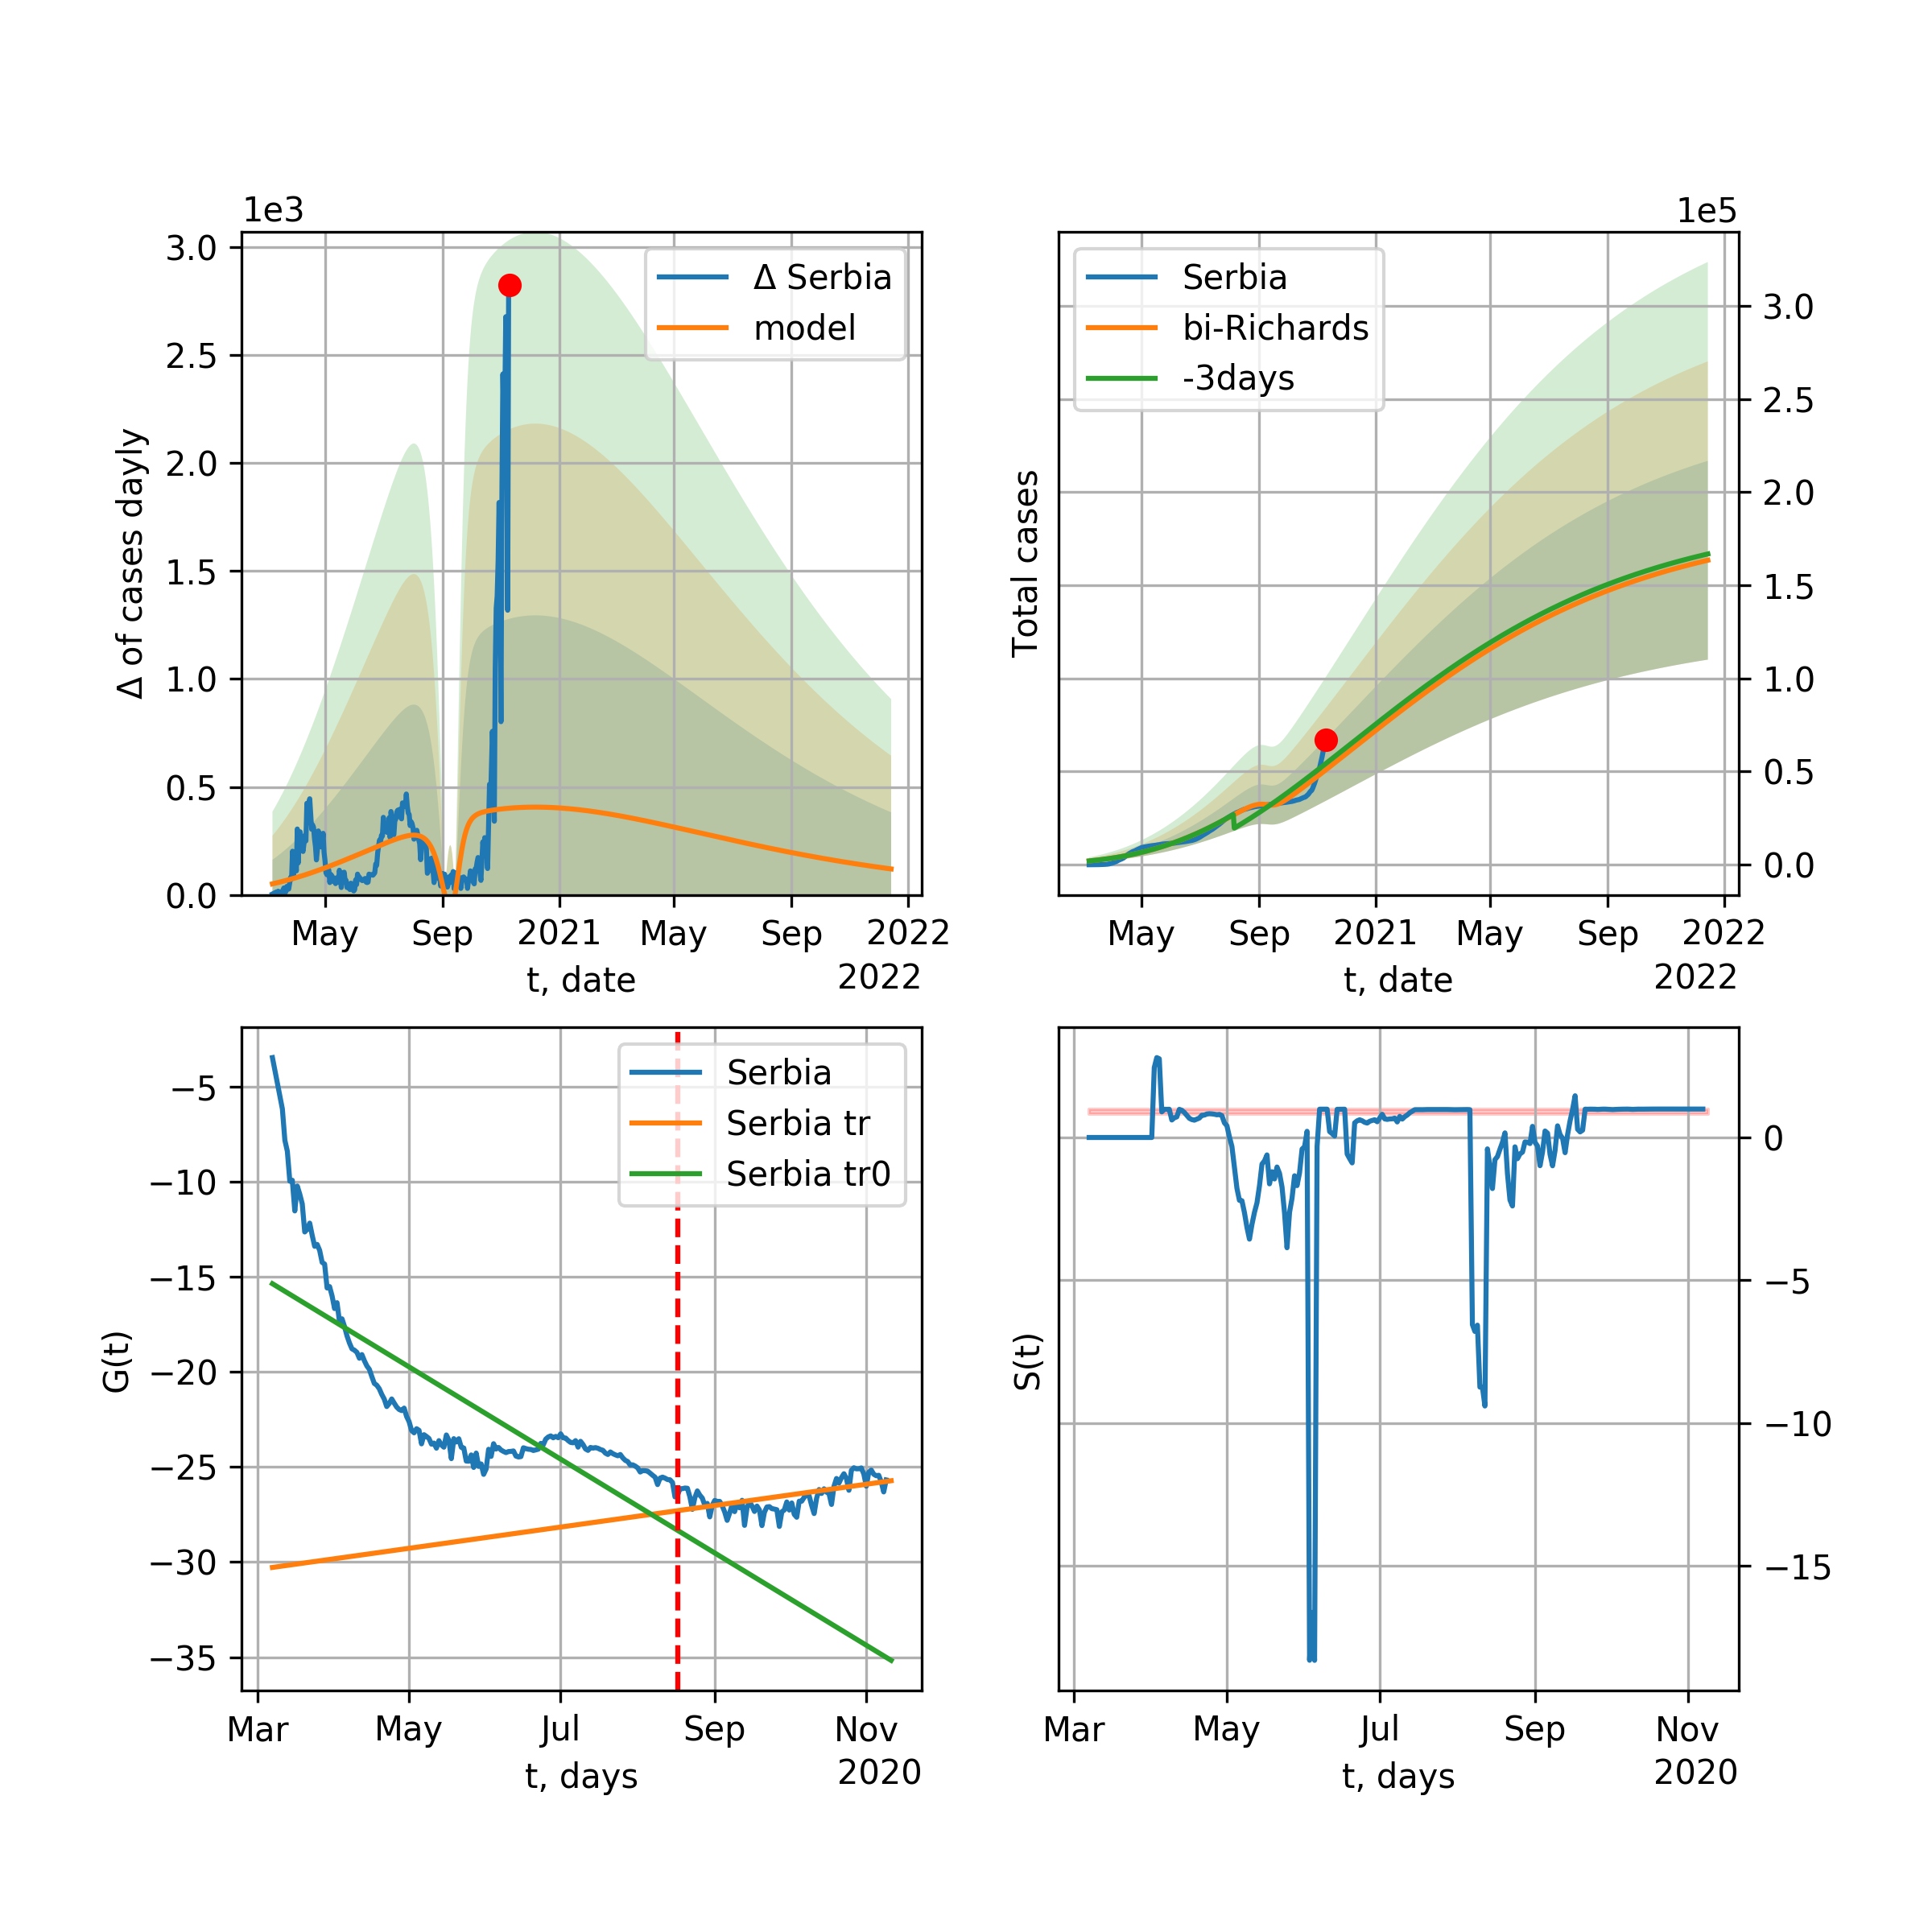 1e3
3.0
2.5
2.0
1.5
1.0
0.5
0.0
Δ of cases dayly
Δ Serbia
model
May Sep 2021 May Sep 2022
t, date
2022
1e5
Total cases
Serbia
bi-Richards
-3days
3.0
2.5
2.0
1.5
1.0
0.5
0.0
May Sep 2021 May Sep 2022
t, date
2022
G(t)
−5
−10
−15
−20
−25
−30
−35
Serbia
Serbia tr
Serbia tr0
Mar May Jul Sep Nov
t, days
2020
S(t)
0
−5
−10
−15
Mar May Jul Sep Nov
t, days
2020